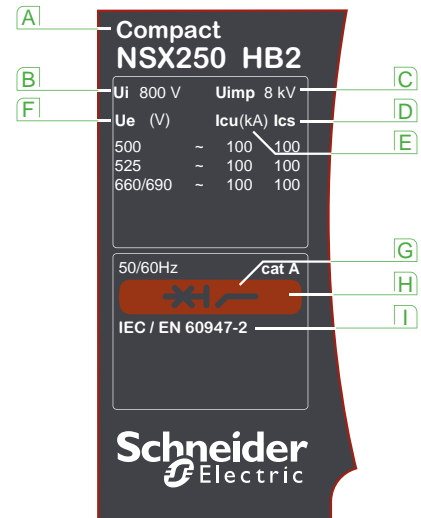 A
Compact
NSX250 HB2
B
Ui 800 V Uimp 8 kV
C
F
Ue (V) Icu(kA) Ics
D
E
500 ~ 100 100
525 ~ 100 100
660/690 ~ 100 100
G
50/60Hz cat A
H
IEC / EN 60947-2
I
Schneider
Electric